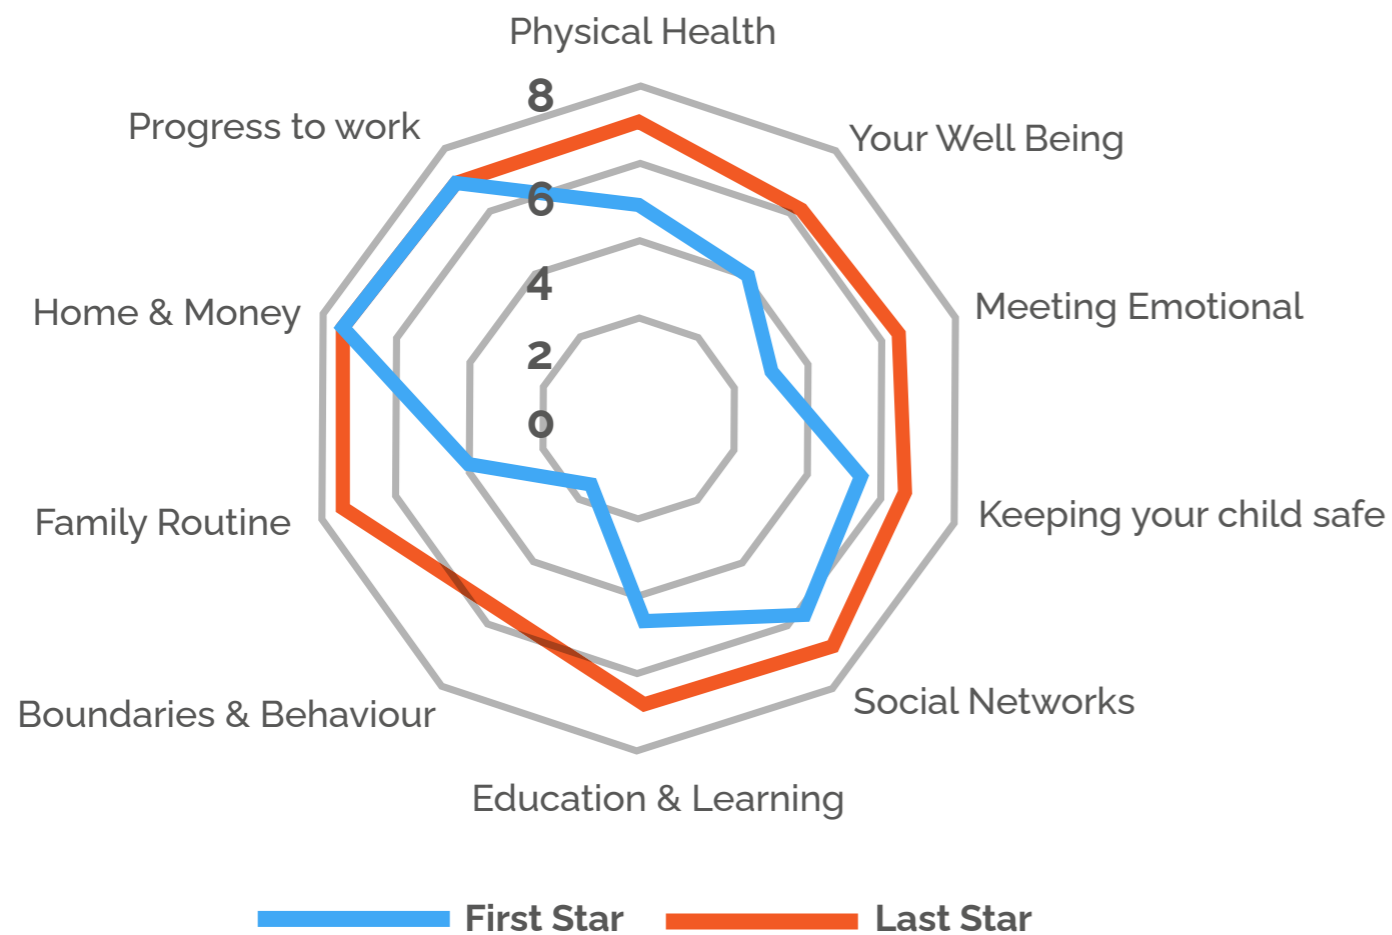 Physical Health
8
Progress to work
Your Well Being
6
4
Home & Money
Meeting Emotional
2
0
Family Routine
Keeping your child safe
Boundaries & Behaviour
Social Networks
Education & Learning
First Star
Last Star